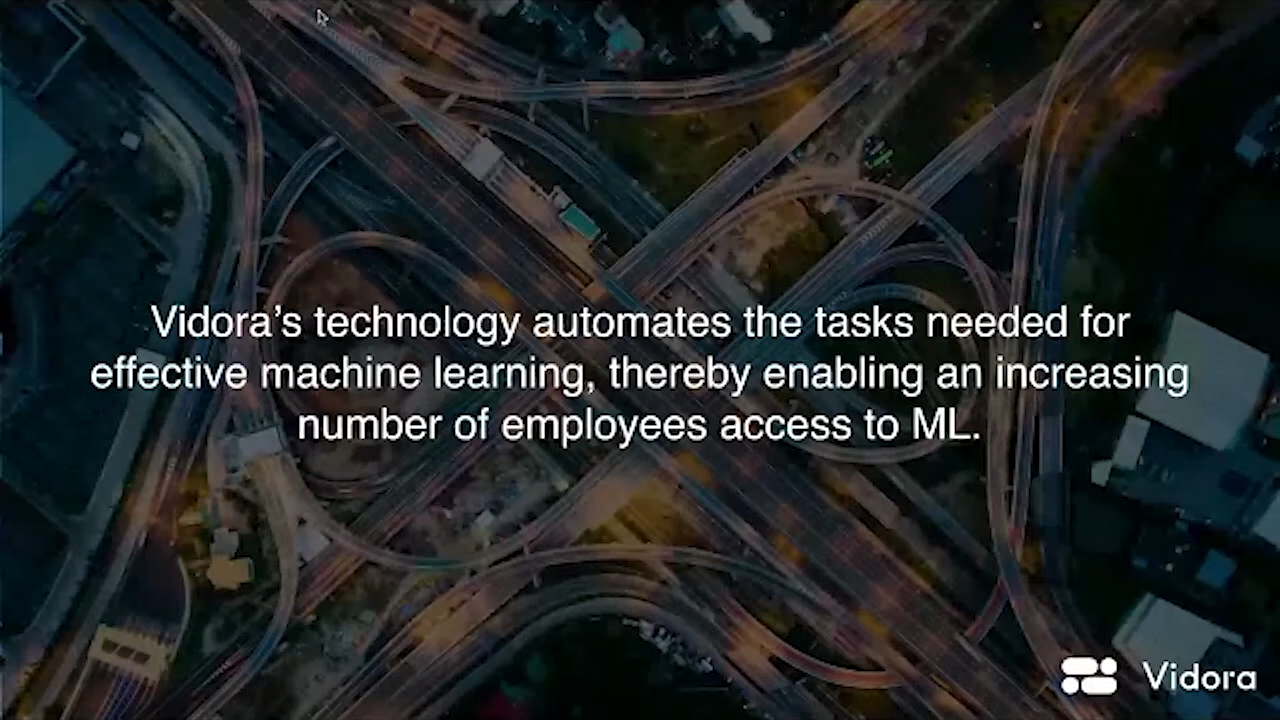 Vidora’s technology automates the tasks needed for
effective machine learning, thereby enabling an increasing
number of employees access to ML.
Vidora